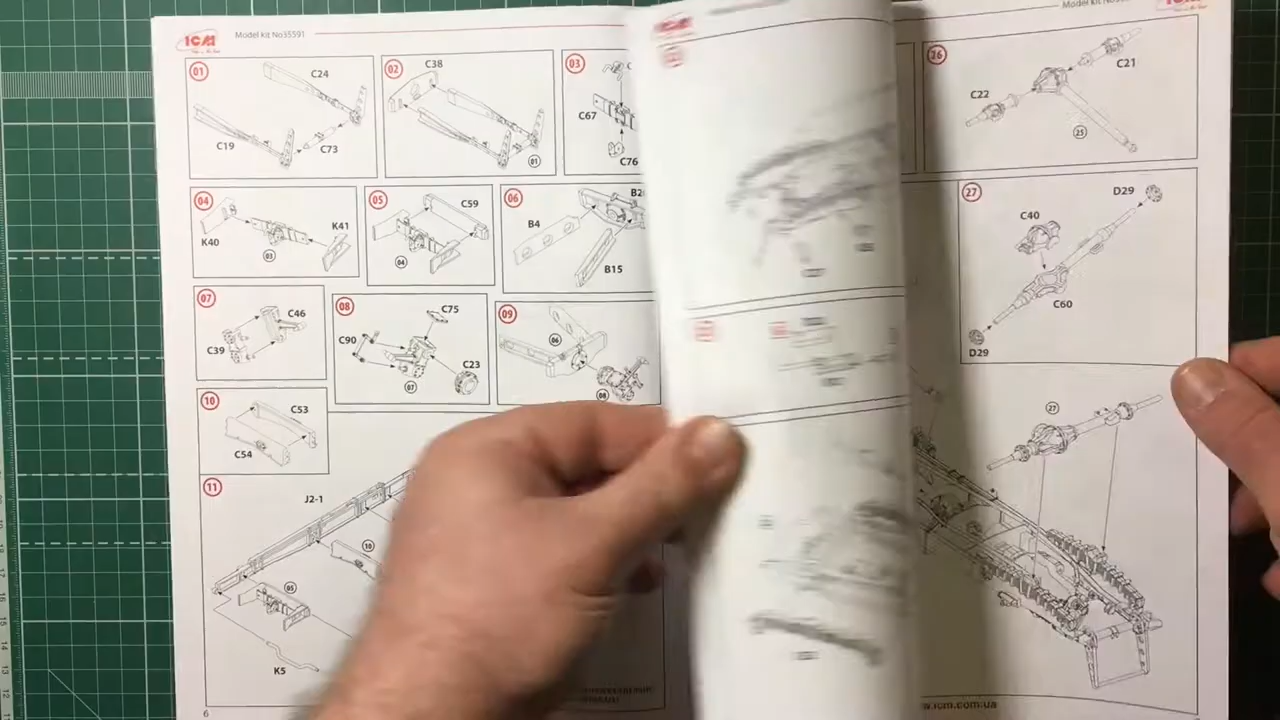 ICM
Model kit No35591
01
C24
C19
C73
02
C38
01
03
C67
C76
04
K40
K41
03
05
C59
04
06
B4
B15
07
C46
C39
08
C75
C90
C23
07
09
06
08
10
C53
C54
11
J2-1
10
05
K5
6
ICM
26
C21
C22
25
27
D29
C40
C60
D29
27
w.icm.com.ua